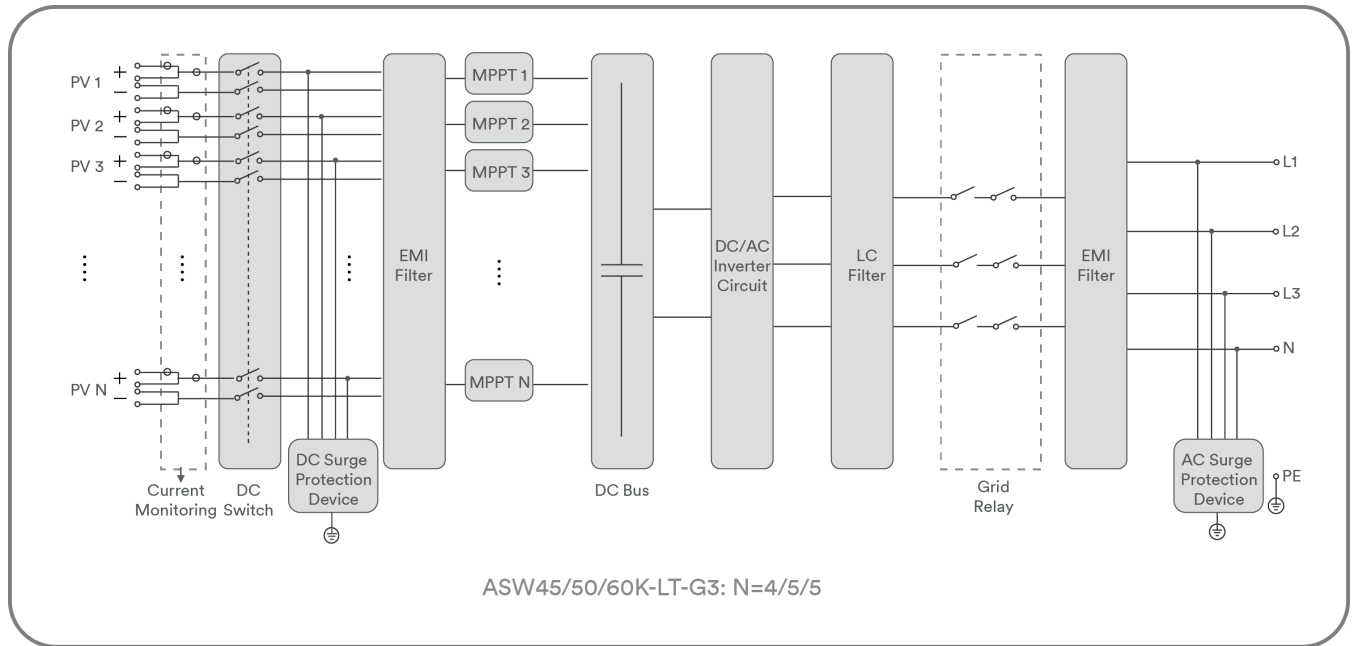 PV 1
+
−
PV 2
+
−
PV 3
+
−
PV N
+
−
Current
Monitoring
DC
Switch
DC Surge
Protection
Device
EMI
Filter
MPPT 1
MPPT 2
MPPT 3
MPPT N
DC Bus
DC/AC
Inverter
Circuit
LC
Filter
Grid
Relay
EMI
Filter
L1
L2
L3
N
AC Surge
Protection
Device
PE
ASW45/50/60K-LT-G3: N=4/5/5